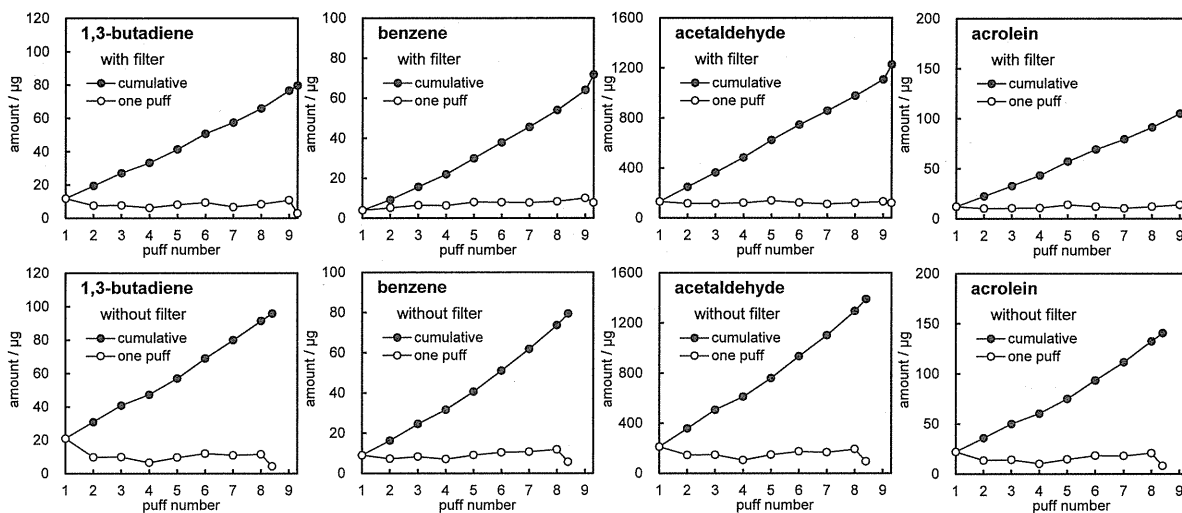 1,3-butadiene
with filter
cumulative
one puff
amount / µg
120
100
80
60
40
20
0
1 2 3 4 5 6 7 8 9
puff number
benzene
with filter
cumulative
one puff
amount / µg
100
80
60
40
20
0
1 2 3 4 5 6 7 8 9
puff number
acetaldehyde
with filter
cumulative
one puff
amount / µg
1600
1200
800
400
0
1 2 3 4 5 6 7 8 9
puff number
acrolein
with filter
cumulative
one puff
amount / µg
200
150
100
50
0
1 2 3 4 5 6 7 8 9
puff number
1,3-butadiene
without filter
cumulative
one puff
amount / µg
120
100
80
60
40
20
0
1 2 3 4 5 6 7 8 9
puff number
benzene
without filter
cumulative
one puff
amount / µg
100
80
60
40
20
0
1 2 3 4 5 6 7 8 9
puff number
acetaldehyde
without filter
cumulative
one puff
amount / µg
1600
1200
800
400
0
1 2 3 4 5 6 7 8 9
puff number
acrolein
without filter
cumulative
one puff
amount / µg
200
150
100
50
0
1 2 3 4 5 6 7 8 9
puff number